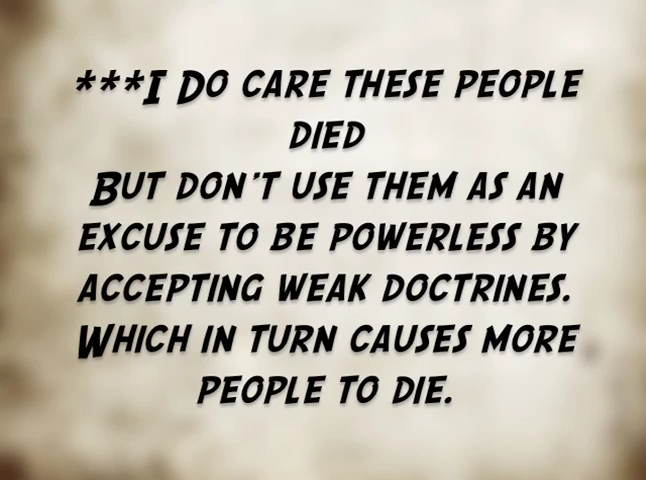 ***I Do care these people
died
But don't use them as an
excuse to be powerless by
accepting weak doctrines.
Which in turn causes more
people to die.